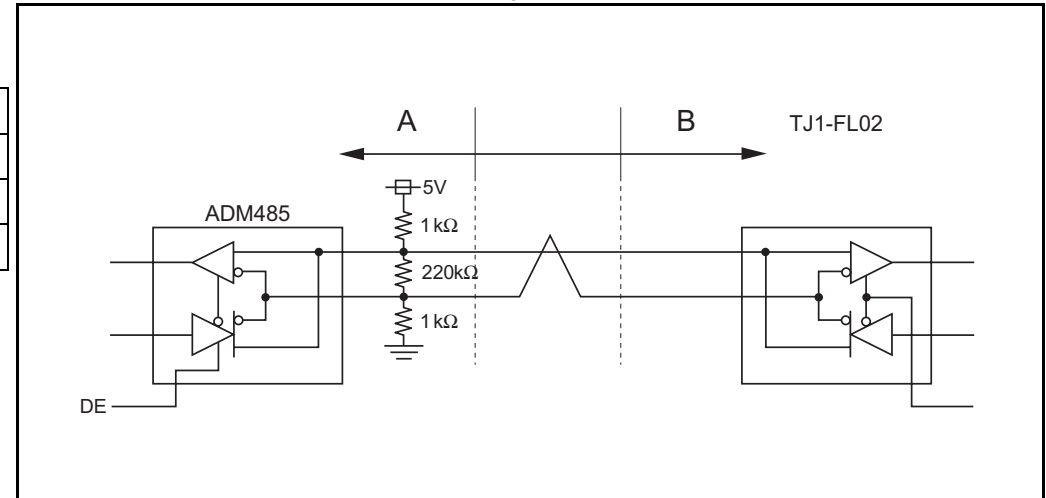 A
B
TJ1-FL02
5V
ADM485
1 kΩ
220kΩ
1 kΩ
DE